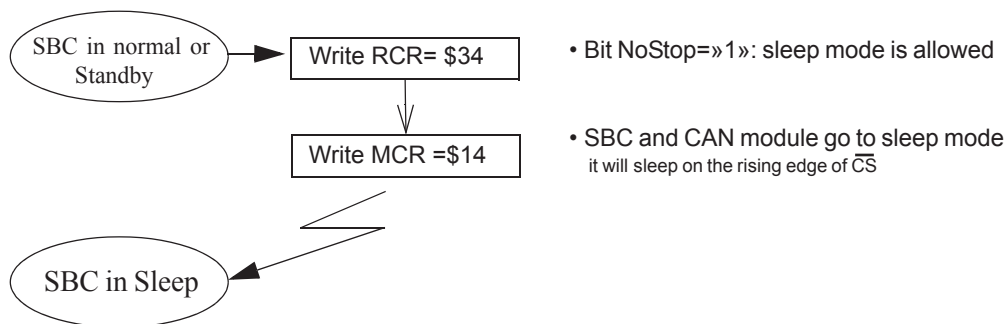 SBC in normal or
Standby
Write RCR= $34
• Bit NoStop=»1»: sleep mode is allowed
Write MCR =$14
• SBC and CAN module go to sleep mode
it will sleep on the rising edge of C̅S̅
SBC in Sleep